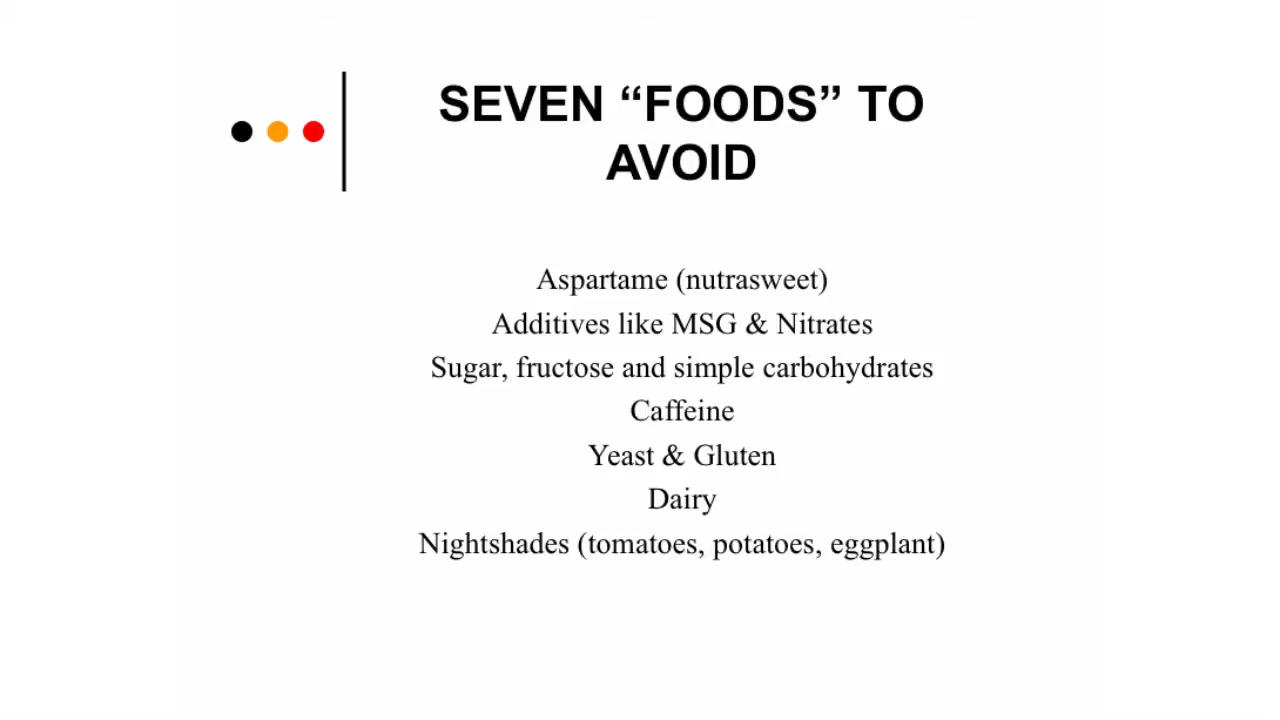 SEVEN “FOODS” TO
AVOID
Aspartame (nutrasweet)
Additives like MSG & Nitrates
Sugar, fructose and simple carbohydrates
Caffeine
Yeast & Gluten
Dairy
Nightshades (tomatoes, potatoes, eggplant)